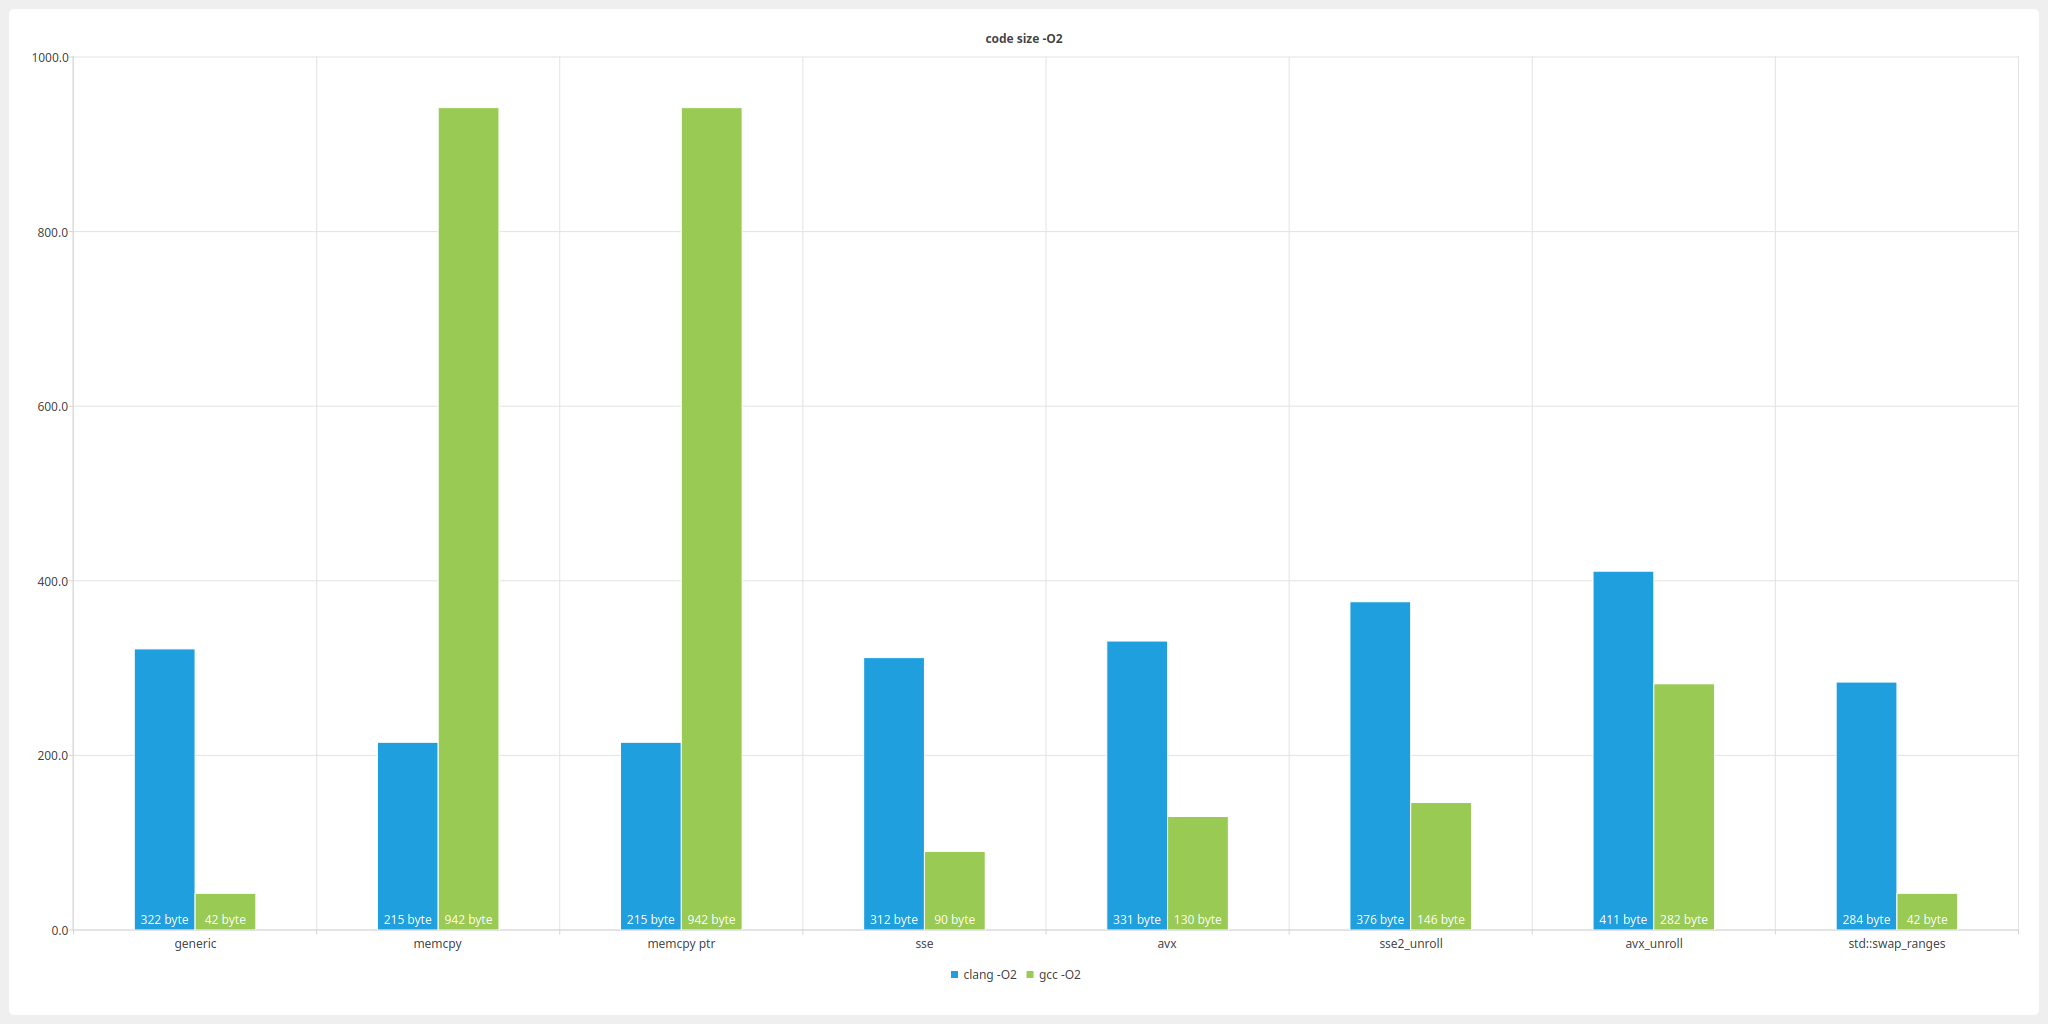 code size -O2
1000.0
800.0
600.0
400.0
200.0
0.0
322 byte 42 byte 215 byte 942 byte 215 byte 942 byte 312 byte 90 byte 331 byte 130 byte 376 byte 146 byte 411 byte 282 byte 284 byte 42 byte
generic memcpy memcpy ptr sse avx sse2_unroll avx_unroll std::swap_ranges
clang -O2 gcc -O2